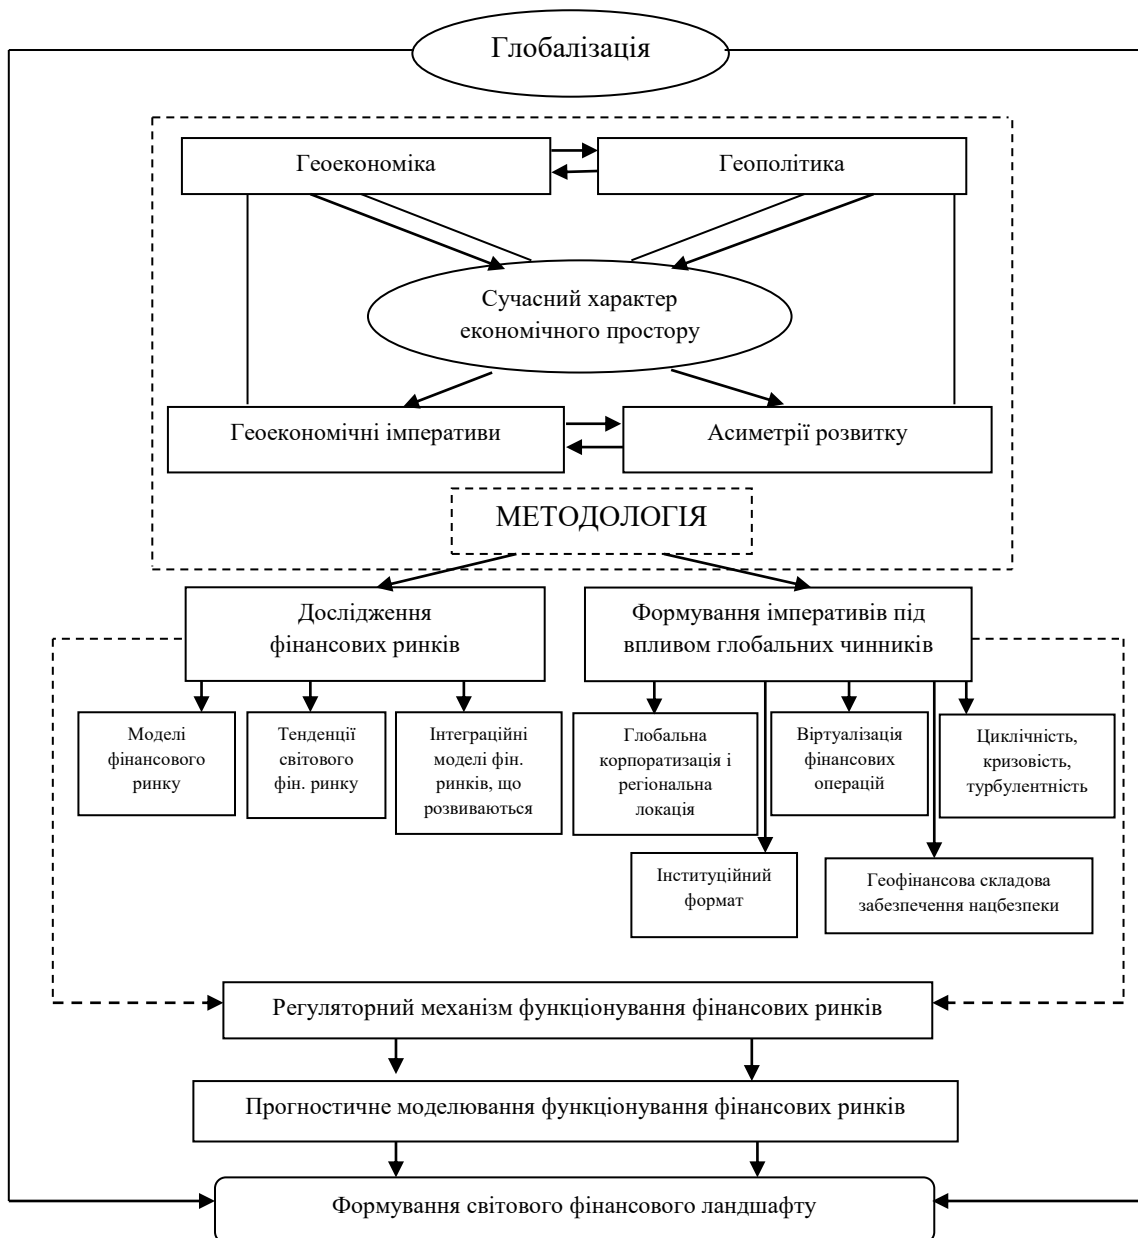 Глобалізація
Геоекономіка
Геополітика
Сучасний характер
економічного простору
Геоекономічні імперативи
Асиметрії розвитку
МЕТОДОЛОГІЯ
Дослідження
фінансових ринків
Формування імперативів під
впливом глобальних чинників
Моделі
фінансового
ринку
Тенденції
світового
фін. ринку
Інтеграційні
моделі фін.
ринків, що
розвиваються
Глобальна
корпоратизація і
регіональна
локація
Віртуалізація
фінансових
операцій
Циклічність,
кризовість,
турбулентність
Інституційний
формат
Геофінансова складова
забезпечення нацбезпеки
Регуляторний механізм функціонування фінансових ринків
Прогностичне моделювання функціонування фінансових ринків
Формування світового фінансового ландшафту